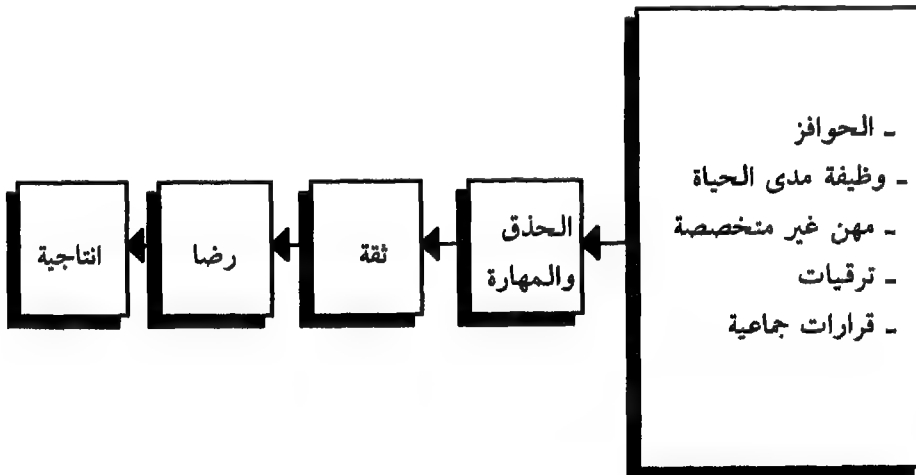 - الحوافز
- وظيفة مدى الحياة
- مهن غير متخصصة
- ترقيات
- قرارات جماعية
الحذق
والمهارة
ثقة
رضا
انتاجية